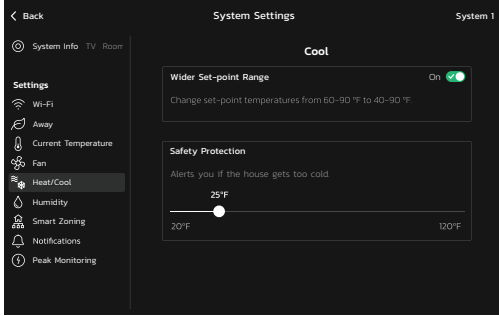 Back
System Settings
System 1
System Info TV Room
Cool
Settings
Wi-Fi
Away
Current Temperature
Fan
Heat/Cool
Humidity
Smart Zoning
Notifications
Peak Monitoring
Wider Set-point Range
On
Change set-point temperatures from 60-90 °F to 40-90 °F.
Safety Protection
Alerts you if the house gets too cold.
25°F
20°F
120°F